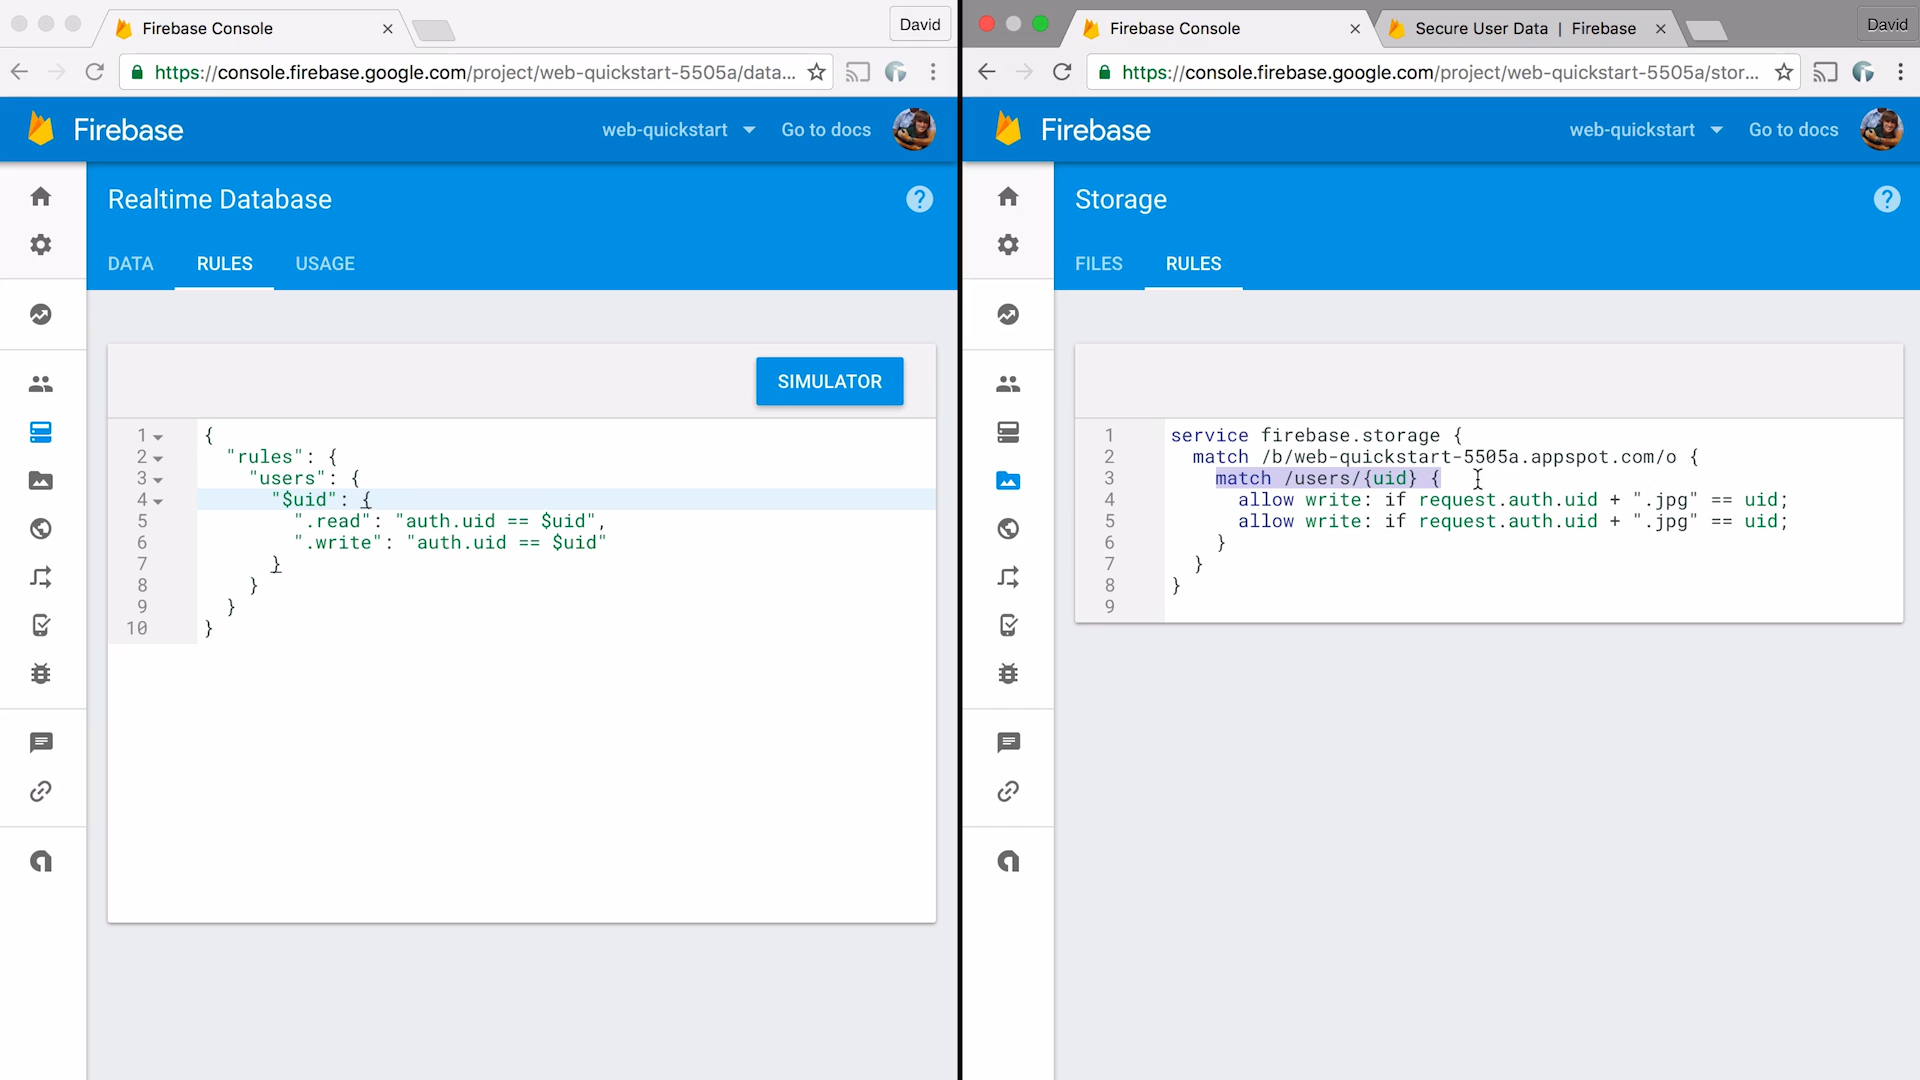 Firebase Console
David
https://console.firebase.google.com/project/web-quickstart-5505a/data...
Firebase
web-quickstart
Go to docs
Realtime Database
?
DATA
RULES
USAGE
SIMULATOR
1 {
2 "rules": {
3 "users": {
4 "$uid": {
5 ".read": "auth.uid == $uid",
6 ".write": "auth.uid == $uid"
7 }
8 }
9 }
10 }
Firebase Console
Secure User Data | Firebase
David
https://console.firebase.google.com/project/web-quickstart-5505a/stor...
Firebase
web-quickstart
Go to docs
Storage
?
FILES
RULES
1 service firebase.storage {
2 match /b/web-quickstart-5505a.appspot.com/o {
3 match /users/{uid} {
4 allow write: if request.auth.uid + ".jpg" == uid;
5 allow write: if request.auth.uid + ".jpg" == uid;
6 }
7 }
8 }
9